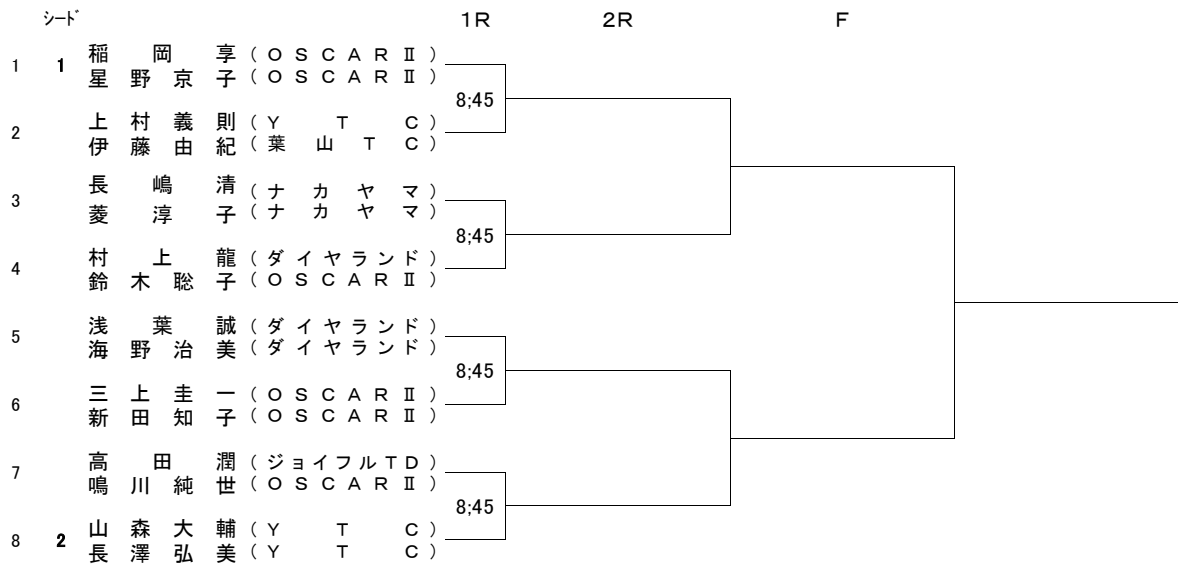 シード 1R 2R F
1 1 稲岡享(OSCARⅡ)
星野京子(OSCARⅡ)
8;45
2 上村義則(YTC)
伊藤由紀(葉山TC)
3 長嶋清(ナカヤマ)
菱淳子(ナカヤマ)
8;45
4 村上龍(ダイヤランド)
鈴木聡子(OSCARⅡ)
5 浅葉誠(ダイヤランド)
海野治美(ダイヤランド)
8;45
6 三上圭一(OSCARⅡ)
新田知子(OSCARⅡ)
7 高田潤(ジョイフルTD)
鳴川純世(OSCARⅡ)
8;45
8 2 山森大輔(YTC)
長澤弘美(YTC)